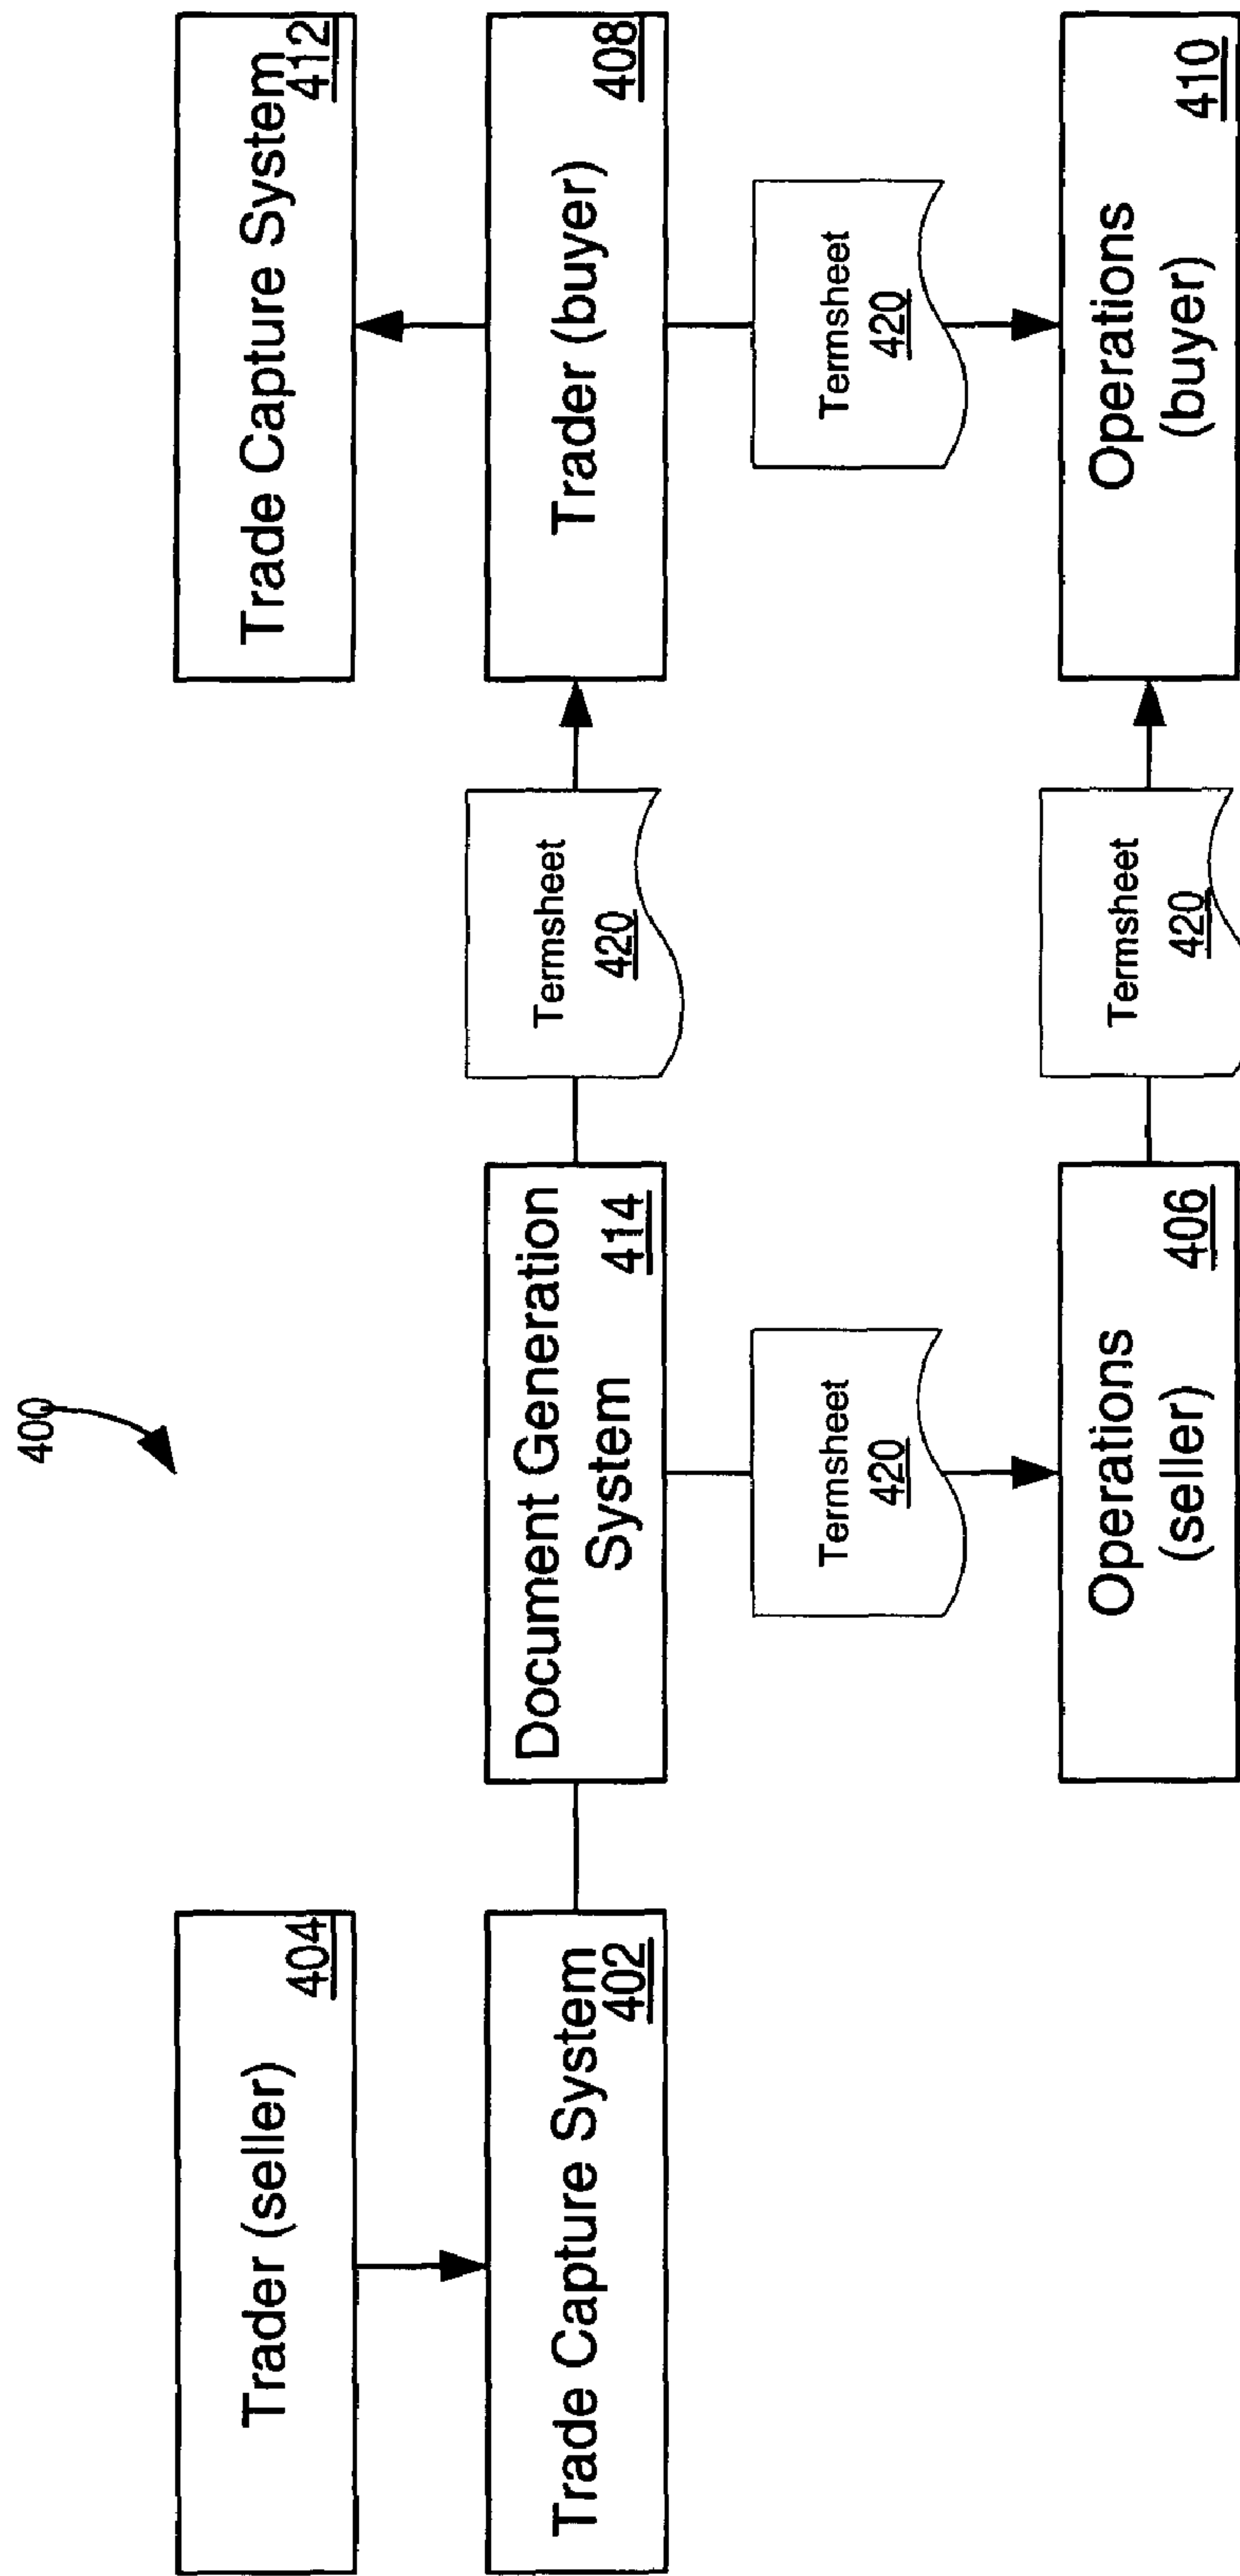 400
Trader (seller)
404
Trade Capture System
412
Trade Capture System
402
Document Generation
System
414
Termsheet
420
Trader (buyer)
408
Termsheet
420
Termsheet
420
Operations
(seller)
406
Termsheet
420
Operations
(buyer)
410